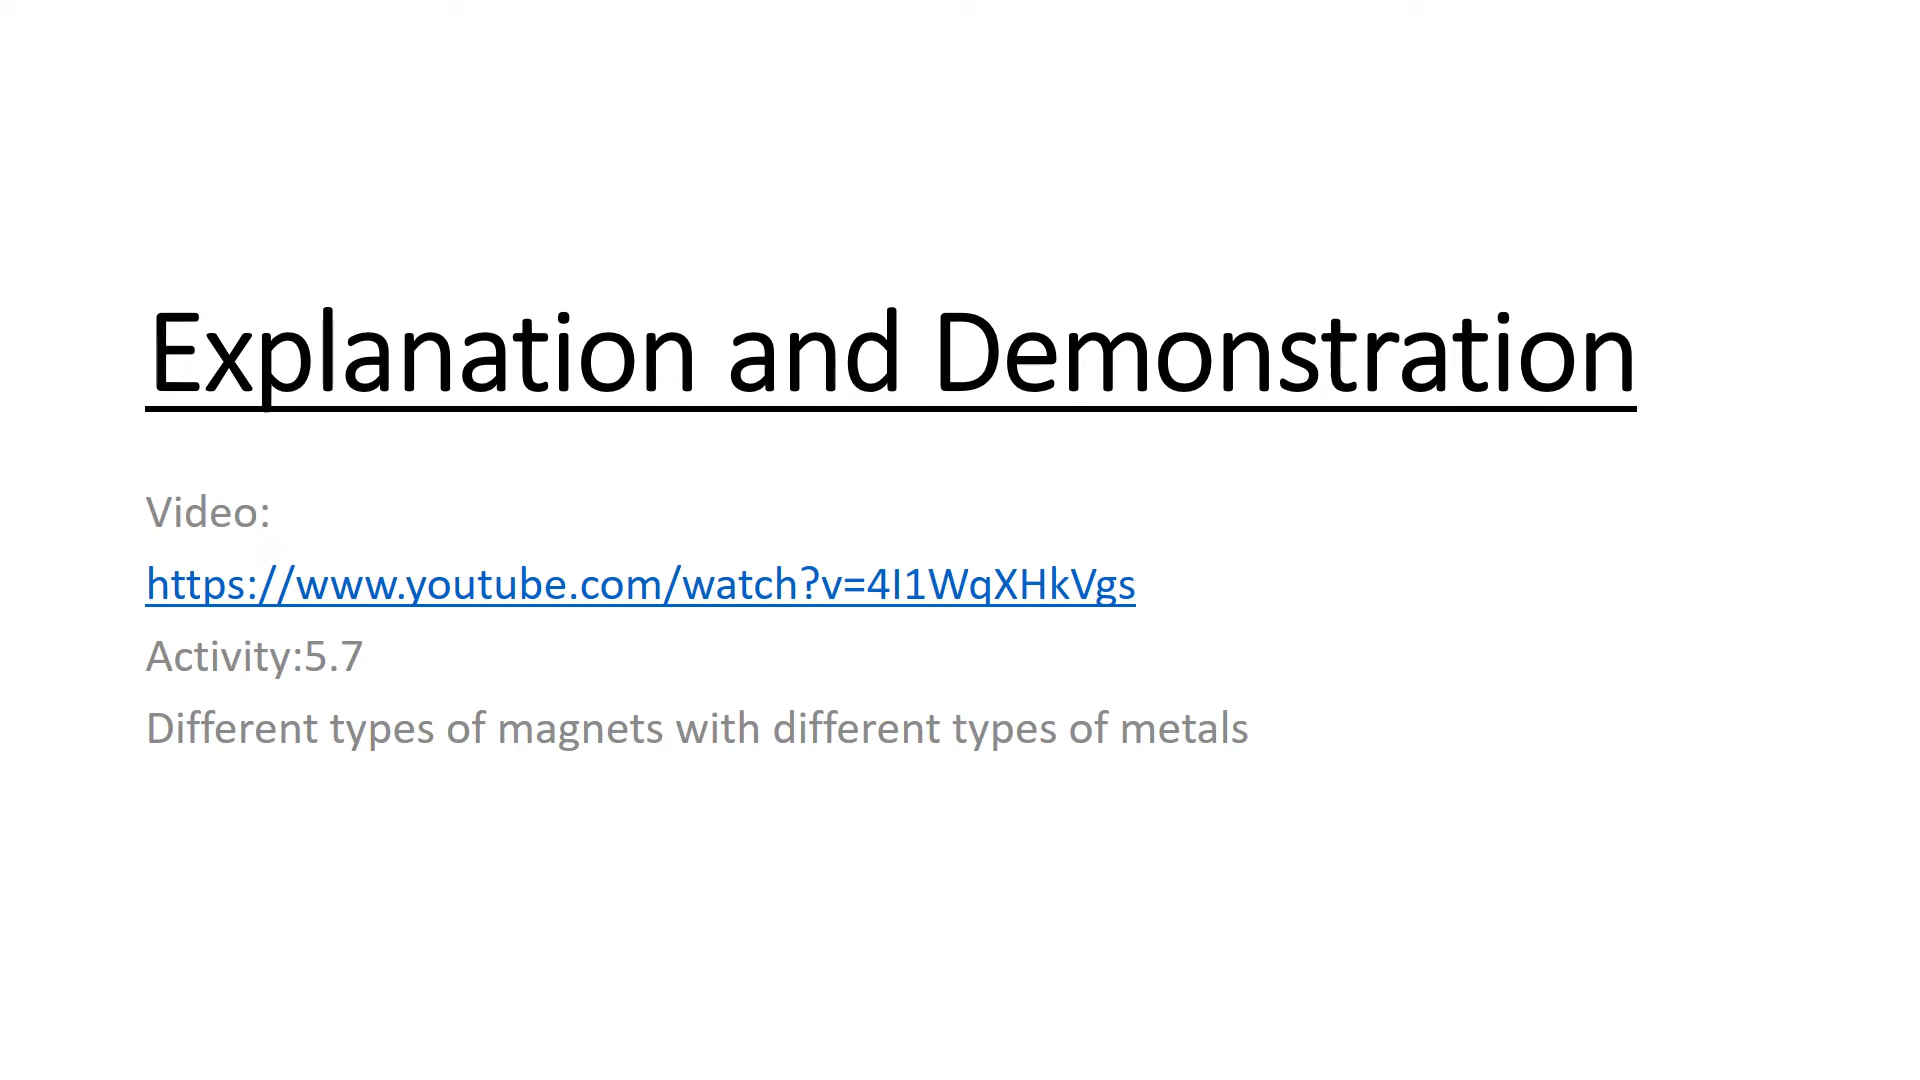 Explanation and Demonstration
Video:
https://www.youtube.com/watch?v=4I1WqXHkVgs
Activity:5.7
Different types of magnets with different types of metals